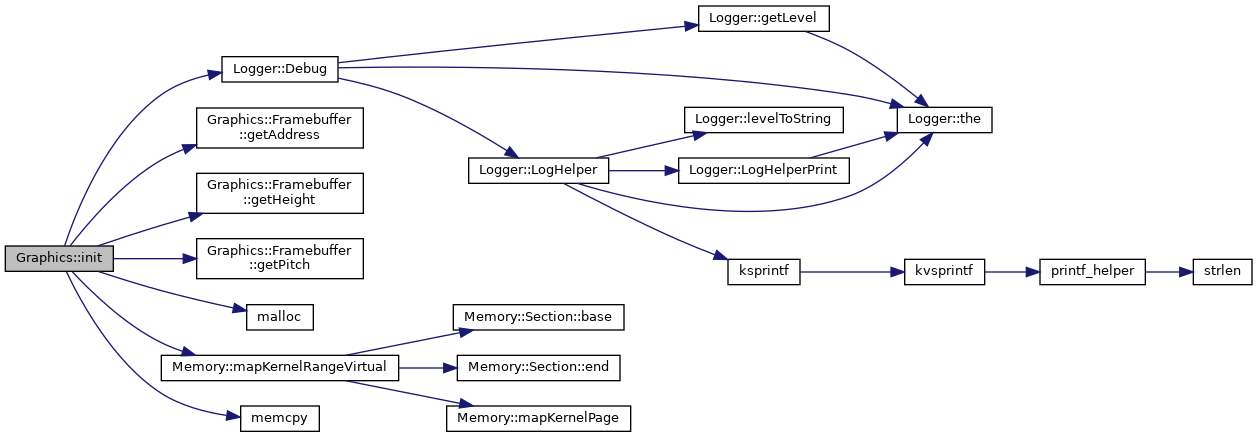 Logger::getLevel
Logger::Debug
Graphics::Framebuffer
::getAddress
Logger::levelToString
Logger::the
Logger::LogHelper
Logger::LogHelperPrint
Graphics::Framebuffer
::getHeight
Graphics::init
Graphics::Framebuffer
::getPitch
ksprintf
kvsprintf
printf_helper
strlen
malloc
Memory::Section::base
Memory::mapKernelRangeVirtual
Memory::Section::end
memcpy
Memory::mapKernelPage